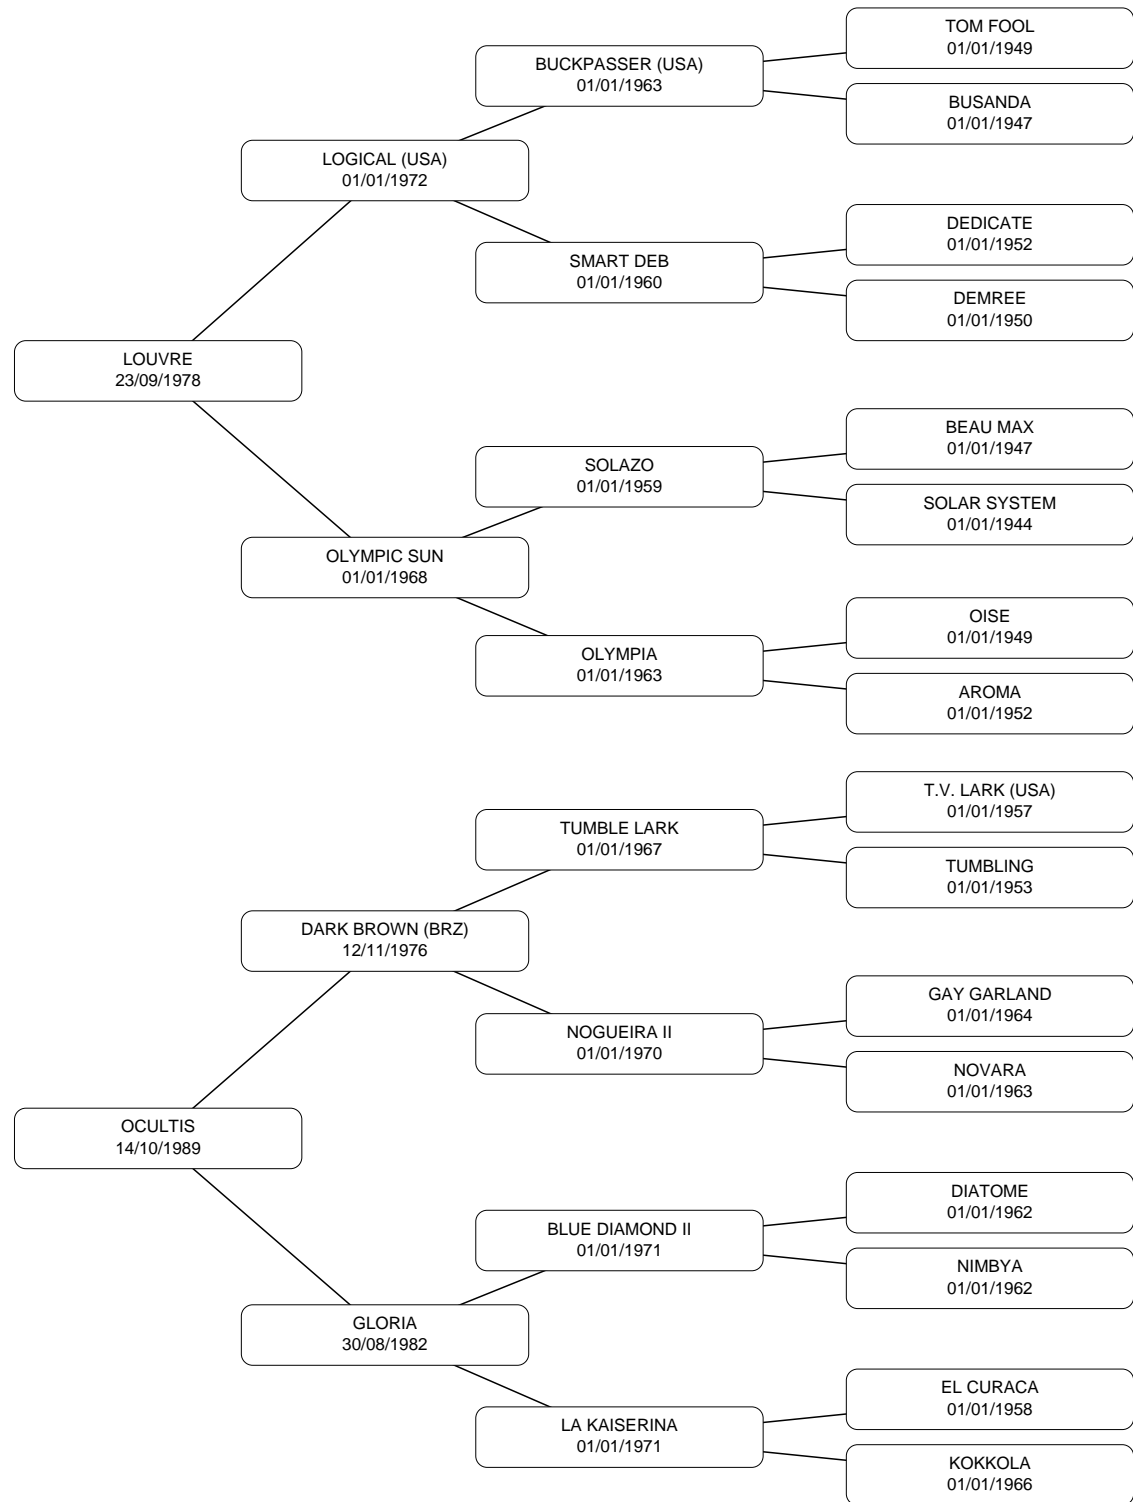 TOM FOOL
01/01/1949
BUCKPASSER (USA)
01/01/1963
BUSANDA
01/01/1947
LOGICAL (USA)
01/01/1972
DEDICATE
01/01/1952
SMART DEB
01/01/1960
DEMREE
01/01/1950
LOUVRE
23/09/1978
BEAU MAX
01/01/1947
SOLAZO
01/01/1959
SOLAR SYSTEM
01/01/1944
OLYMPIC SUN
01/01/1968
OISE
01/01/1949
OLYMPIA
01/01/1963
AROMA
01/01/1952
T.V. LARK (USA)
01/01/1957
TUMBLE LARK
01/01/1967
TUMBLING
01/01/1953
DARK BROWN (BRZ)
12/11/1976
GAY GARLAND
01/01/1964
NOGUEIRA II
01/01/1970
NOVARA
01/01/1963
OCULTIS
14/10/1989
DIATOME
01/01/1962
BLUE DIAMOND II
01/01/1971
NIMBYA
01/01/1962
GLORIA
30/08/1982
EL CURACA
01/01/1958
LA KAISERINA
01/01/1971
KOKKOLA
01/01/1966